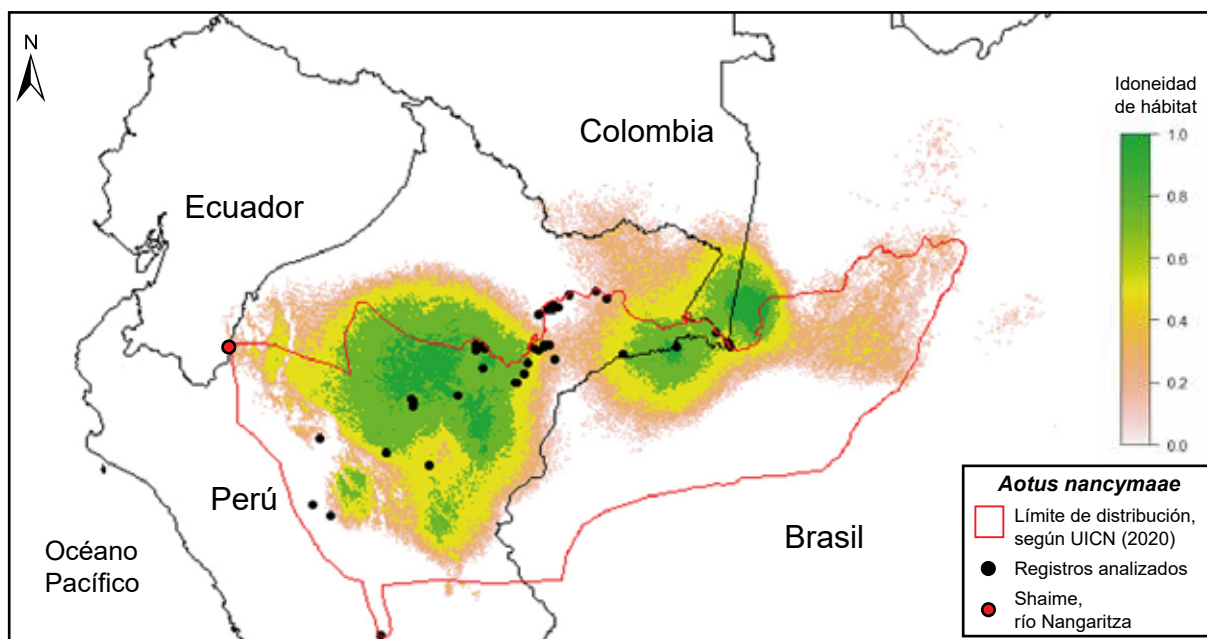 N
Colombia
Ecuador
Perú
Brasil
Océano
Pacífico
Idoneidad
de hábitat
1.0
0.8
0.6
0.4
0.2
0.0
Aotus nancymaae
Límite de distribución,
según UICN (2020)
Registros analizados
Shaime,
río Nangaritza